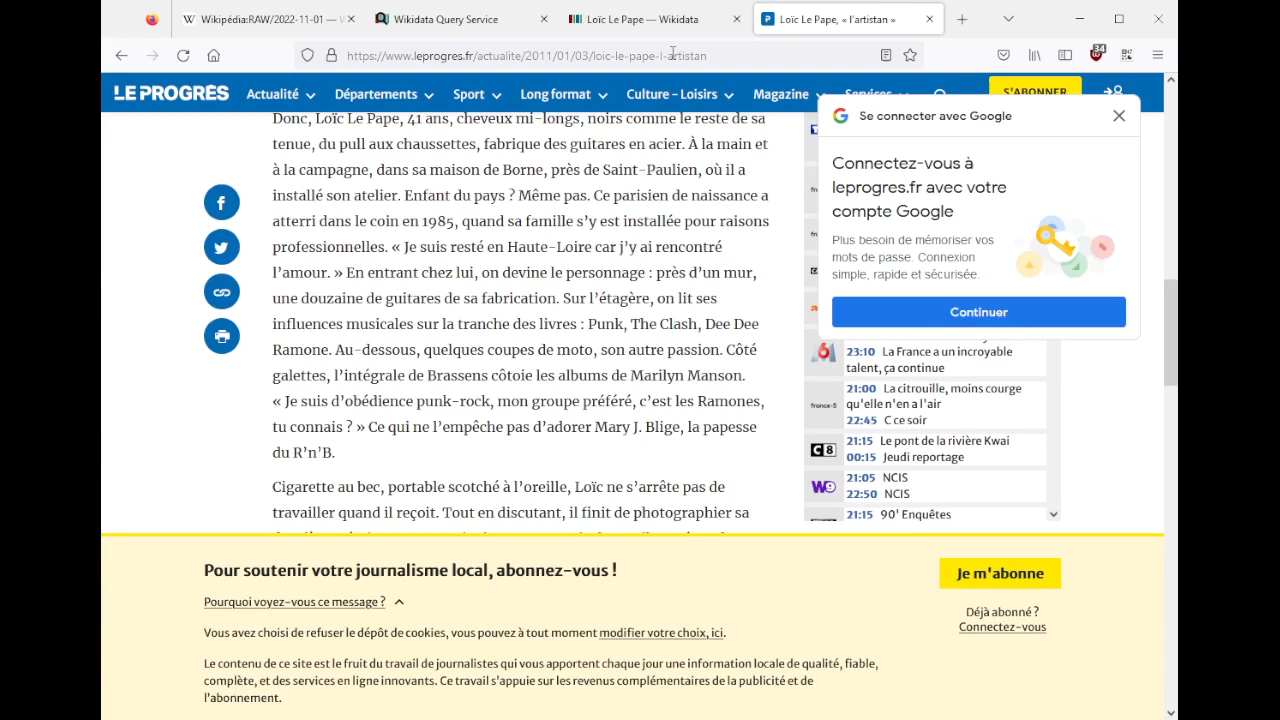 Wikipédia:RAW/2022-11-01 —
Wikidata Query Service
Loïc Le Pape — Wikidata
Loïc Le Pape, « l'artistan »
https://www.leprogres.fr/actualite/2011/01/03/loic-le-pape-l-artistan
34
LE PROGRÈS
Actualité
Départements
Sport
Long format
Culture – Loisirs
Magazine
Services
S'ABONNER
Donc, Loïc Le Pape, 41 ans, cheveux mi-longs, noirs comme le reste de sa
tenue, du pull aux chaussettes, fabrique des guitares en acier. À la main et
à la campagne, dans sa maison de Borne, près de Saint-Paulien, où il a
installé son atelier. Enfant du pays ? Même pas. Ce parisien de naissance a
atterri dans le coin en 1985, quand sa famille s'y est installée pour raisons
professionnelles. « Je suis resté en Haute-Loire car j'y ai rencontré
l'amour. » En entrant chez lui, on devine le personnage : près d'un mur,
une douzaine de guitares de sa fabrication. Sur l'étagère, on lit ses
influences musicales sur la tranche des livres : Punk, The Clash, Dee Dee
Ramone. Au-dessous, quelques coupes de moto, son autre passion. Côté
galettes, l'intégrale de Brassens côtoie les albums de Marilyn Manson.
« Je suis d'obédience punk-rock, mon groupe préféré, c'est les Ramones,
tu connais ? » Ce qui ne l'empêche pas d'adorer Mary J. Blige, la papesse
du R'n'B.
Cigarette au bec, portable scotché à l'oreille, Loïc ne s'arrête pas de
travailler quand il reçoit. Tout en discutant, il finit de photographier sa
Se connecter avec Google
Connectez-vous à
leprogres.fr avec votre
compte Google
Plus besoin de mémoriser vos
mots de passe. Connexion
simple, rapide et sécurisée.
Continuer
23:10 La France a un incroyable
talent, ça continue
france•5
21:00 La citrouille, moins courge
qu'elle n'en a l'air
22:45 C ce soir
C8
21:15 Le pont de la rivière Kwai
00:15 Jeudi reportage
W9
21:05 NCIS
22:50 NCIS
21:15 90' Enquêtes
Pour soutenir votre journalisme local, abonnez-vous !
Pourquoi voyez-vous ce message ?
Vous avez choisi de refuser le dépôt de cookies, vous pouvez à tout moment modifier votre choix, ici.
Le contenu de ce site est le fruit du travail de journalistes qui vous apportent chaque jour une information locale de qualité, fiable,
complète, et des services en ligne innovants. Ce travail s'appuie sur les revenus complémentaires de la publicité et de
l'abonnement.
Je m'abonne
Déjà abonné ?
Connectez-vous